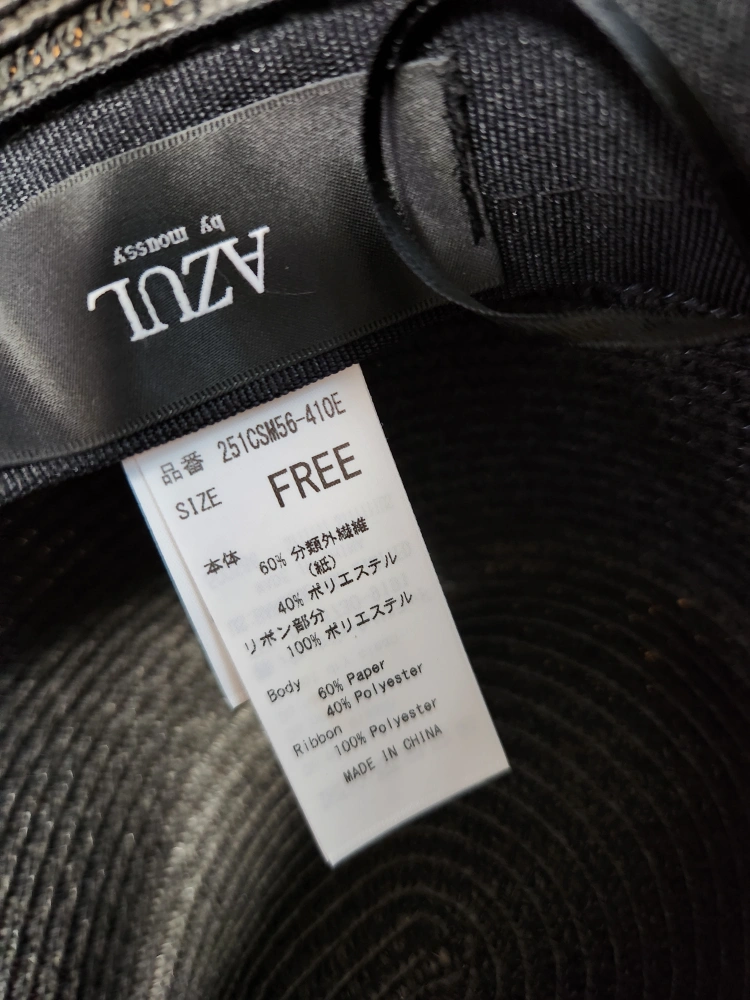 AZUL
by moussy
品番 251CSM56-410E
SIZE FREE
本体 60% 分類外繊維
(紙)
40% ポリエステル
リボン部分
100% ポリエステル
Body 60% Paper
40% Polyester
Ribbon
100% Polyester
MADE IN CHINA